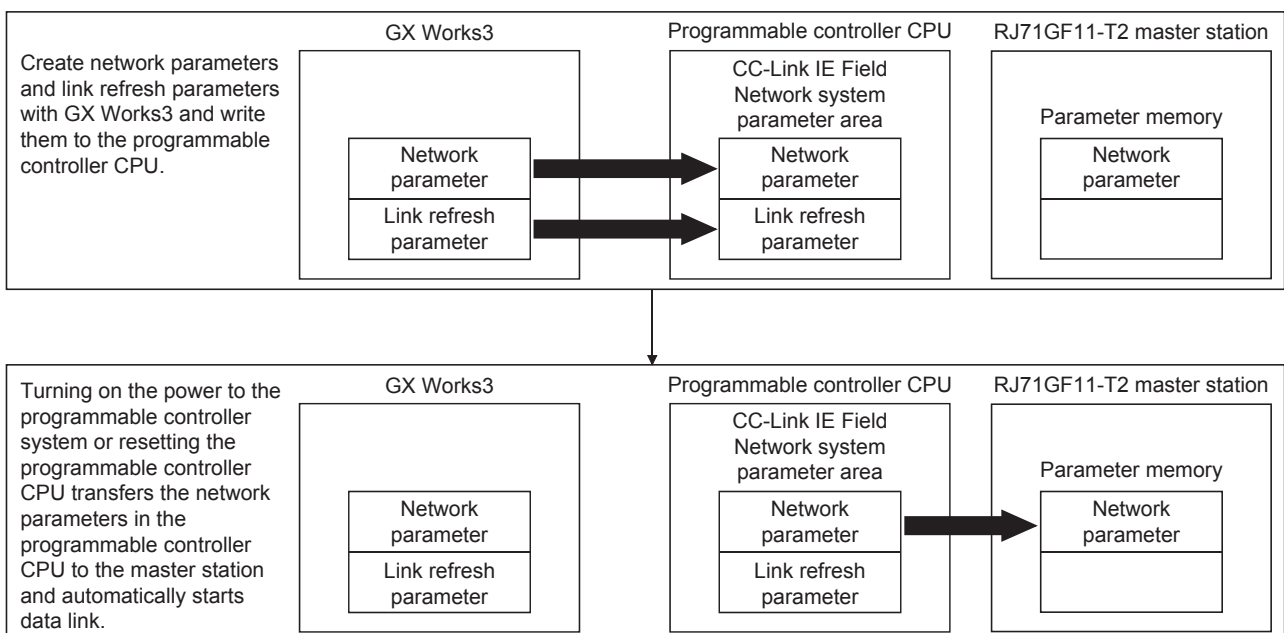 GX Works3
Programmable controller CPU
RJ71GF11-T2 master station
Create network parameters
and link refresh parameters
with GX Works3 and write
them to the programmable
controller CPU.
Network
parameter
Link refresh
parameter
CC-Link IE Field
Network system
parameter area
Network
parameter
Link refresh
parameter
Parameter memory
Network
parameter
GX Works3
Programmable controller CPU
RJ71GF11-T2 master station
Turning on the power to the
programmable controller
system or resetting the
programmable controller
CPU transfers the network
parameters in the
programmable controller
CPU to the master station
and automatically starts
data link.
Network
parameter
Link refresh
parameter
CC-Link IE Field
Network system
parameter area
Network
parameter
Link refresh
parameter
Parameter memory
Network
parameter